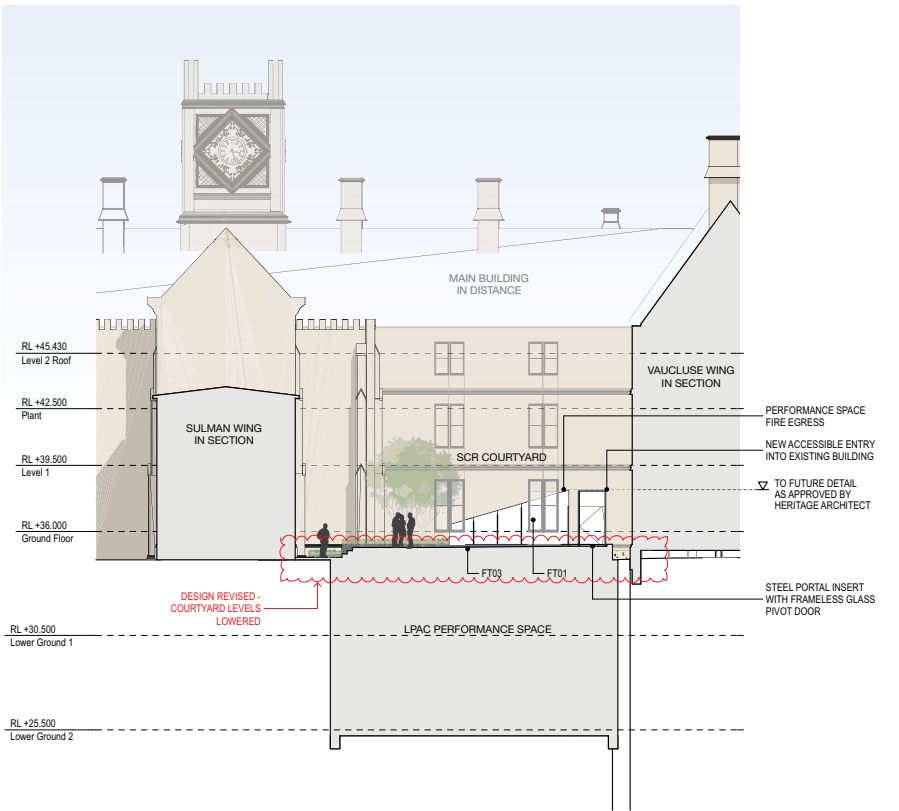 MAIN BUILDING
IN DISTANCE
RL +45.430
Level 2 Roof
VAUCLUSE WING
IN SECTION
RL +42.500
Plant
PERFORMANCE SPACE
FIRE EGRESS
SULMAN WING
IN SECTION
NEW ACCESSIBLE ENTRY
INTO EXISTING BUILDING
RL +39.500
Level 1
SCR COURTYARD
TO FUTURE DETAIL
AS APPROVED BY
HERITAGE ARCHITECT
RL +36.000
Ground Floor
FT03
FT01
STEEL PORTAL INSERT
WITH FRAMELESS GLASS
PIVOT DOOR
DESIGN REVISED -
COURTYARD LEVELS
LOWERED
RL +30.500
Lower Ground 1
LPAC PERFORMANCE SPACE
RL +25.500
Lower Ground 2